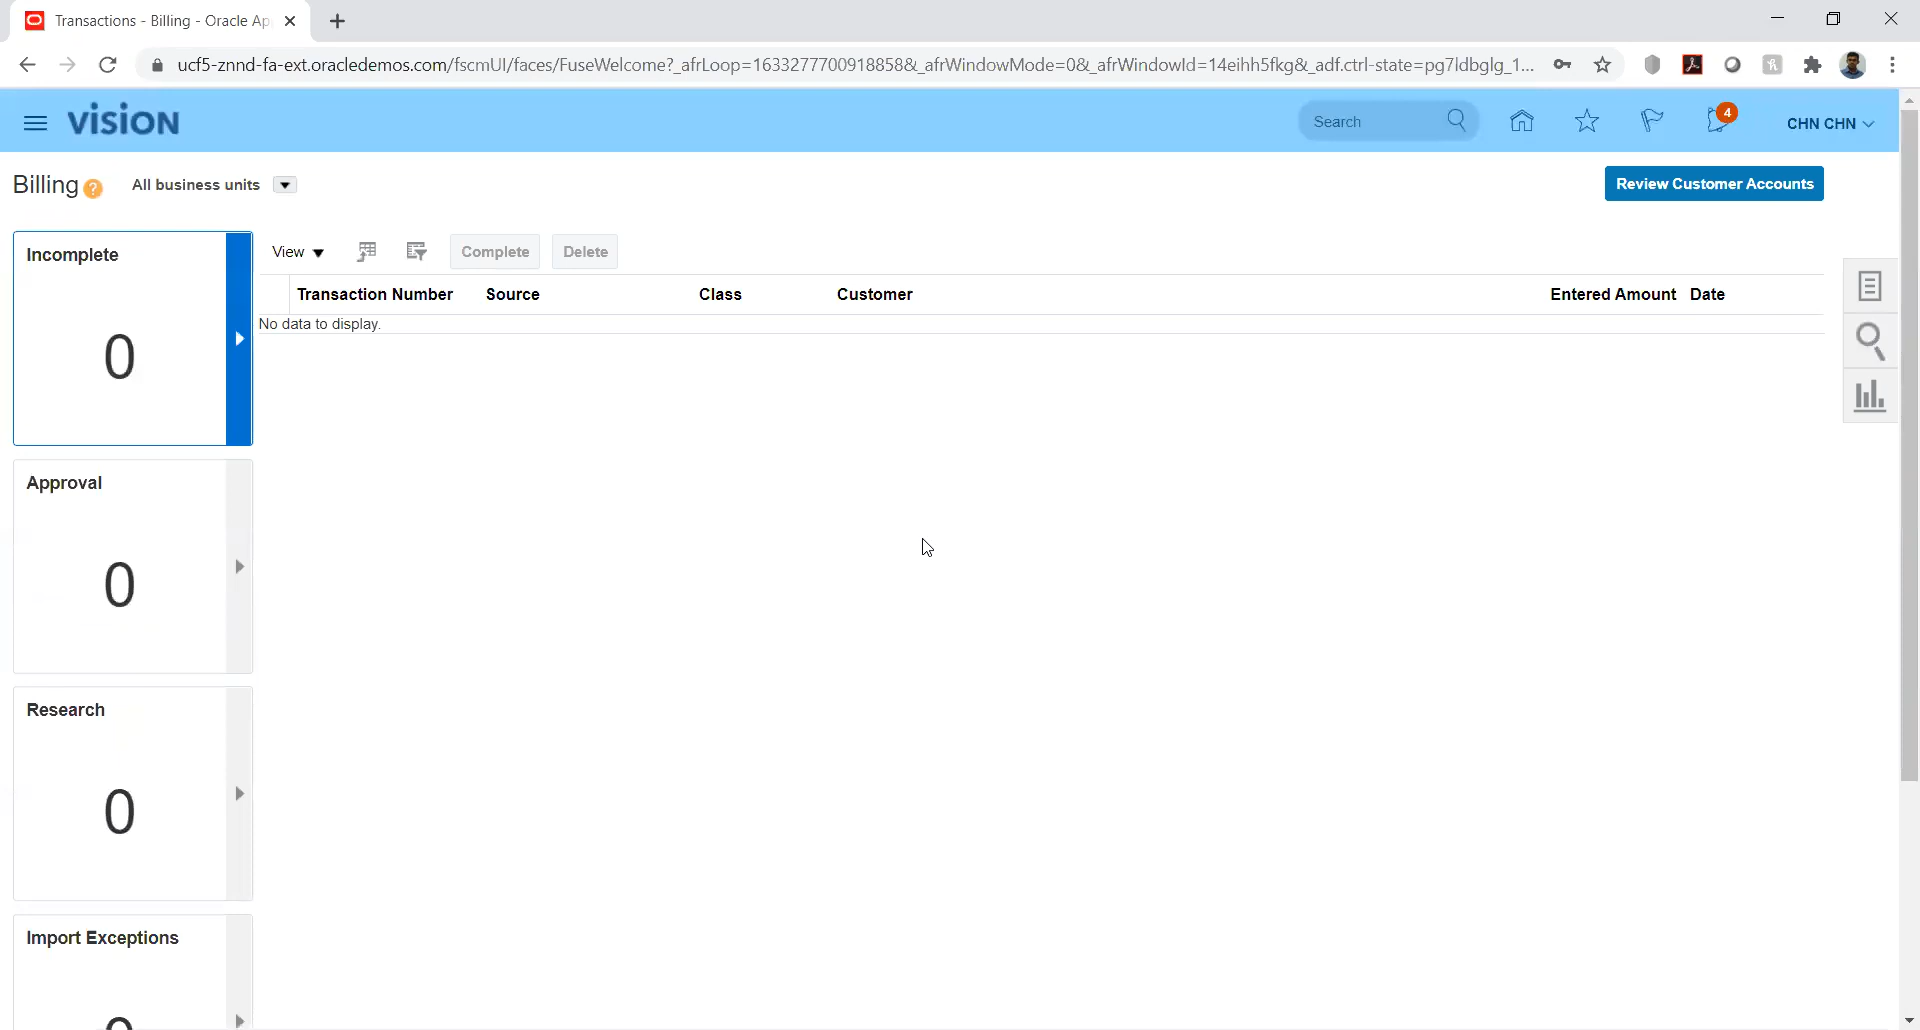 Transactions - Billing - Oracle Ap
ucf5-znnd-fa-ext.oracledemos.com/fscmUI/faces/FuseWelcome?_afrLoop=16332777009188588&_afrWindowMode=0&_afrWindowId=14eihh5fkg&_adf.ctrl-state=pg7ldbglg_1...
VISION
Search
4
CHN CHN
Billing ?
All business units
Review Customer Accounts
Incomplete
0
View
Complete
Delete
Transaction Number Source Class Customer Entered Amount Date
No data to display.
Approval
0
Research
0
Import Exceptions
0